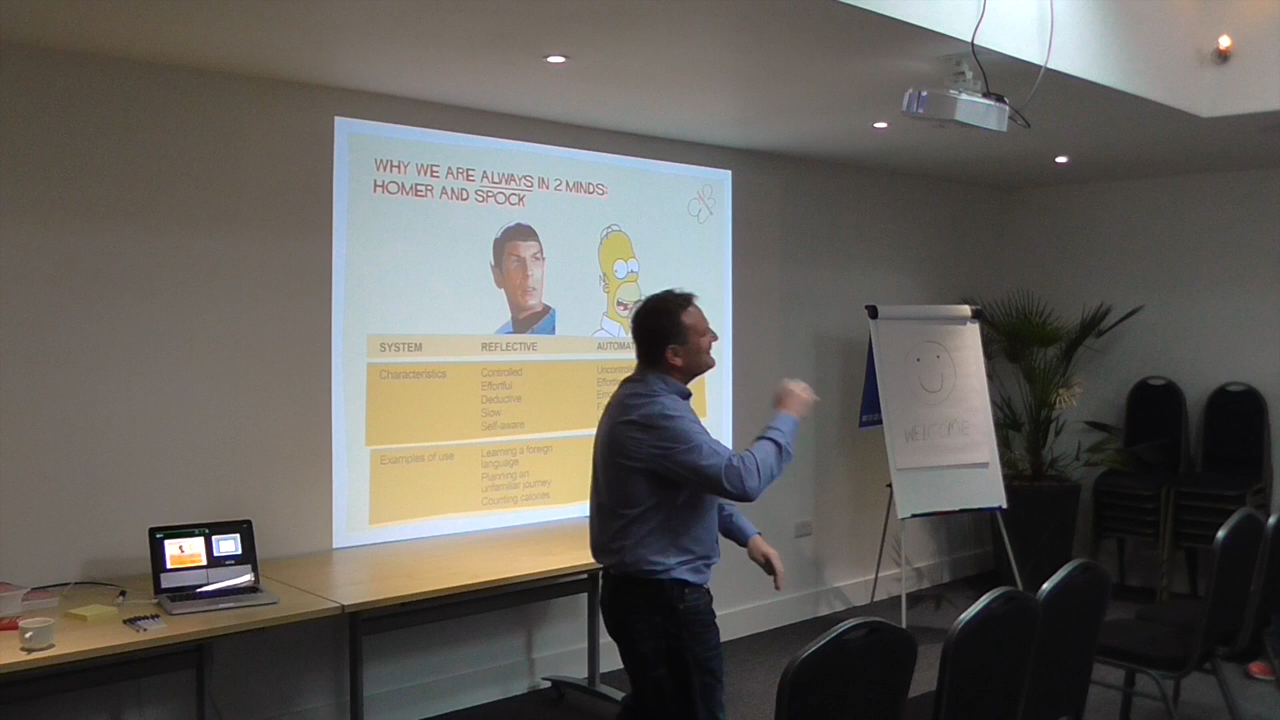 WHY WE ARE ALWAYS IN 2 MINDS:
HOMER AND SPOCK
SYSTEM REFLECTIVE
Characteristics Controlled
Effortful
Deductive
Slow
Self-aware
Examples of use Learning a foreign
language
Planning an
unfamiliar journey
Counting calories
WELCOME